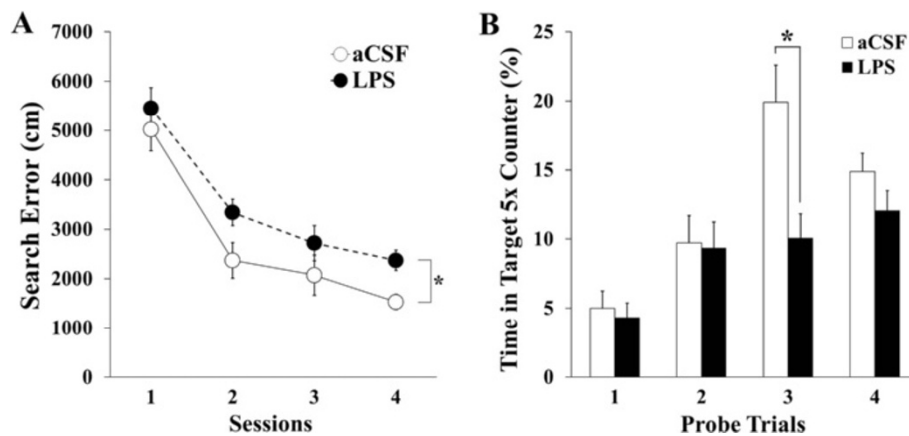 A
Search Error (cm)
7000
6000
5000
4000
3000
2000
1000
0
aCSF
LPS
*
1 2 3 4
Sessions
B
Time in Target 5x Counter (%)
25
20
15
10
5
0
*
aCSF
LPS
1 2 3 4
Probe Trials